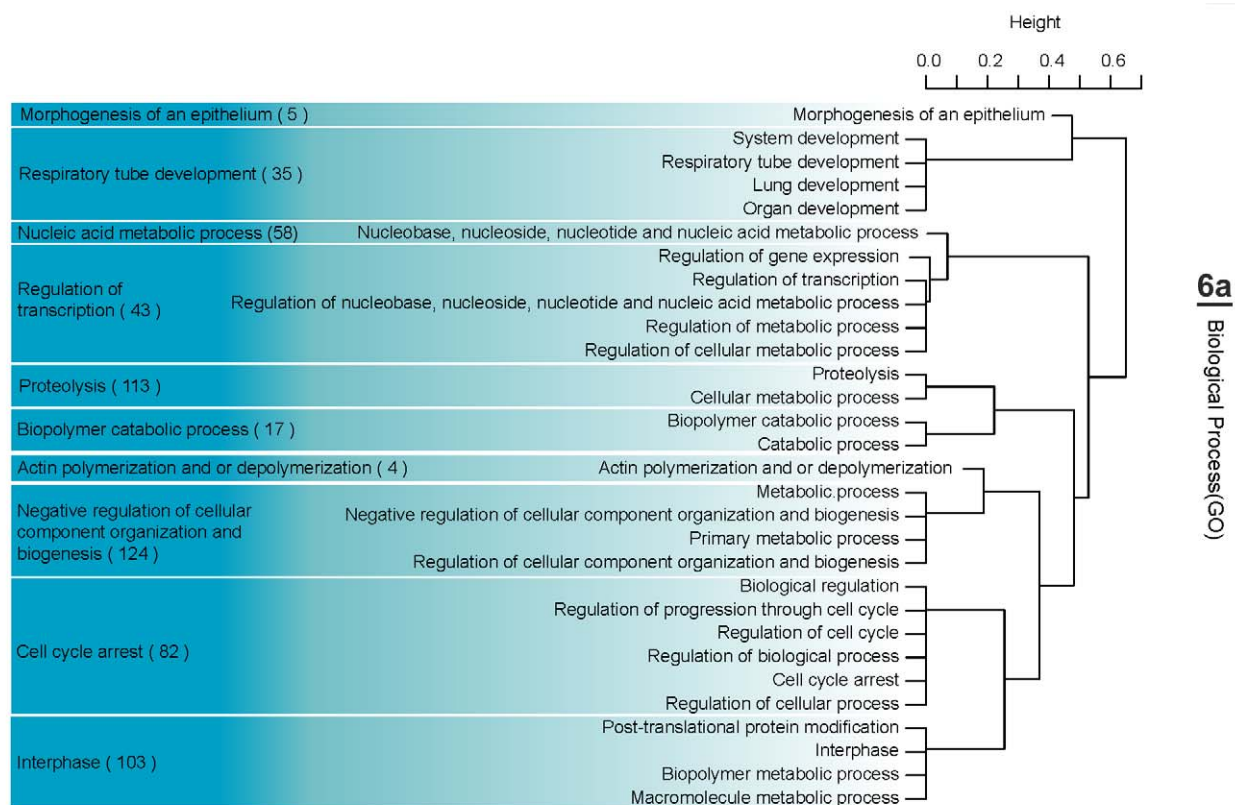 Height
0.0 0.2 0.4 0.6
Morphogenesis of an epithelium ( 5 )
Morphogenesis of an epithelium
System development
Respiratory tube development ( 35 )
Respiratory tube development
Lung development
Organ development
Nucleic acid metabolic process (58)
Nucleobase, nucleoside, nucleotide and nucleic acid metabolic process
Regulation of
transcription ( 43 )
Regulation of gene expression
Regulation of transcription
Regulation of nucleobase, nucleoside, nucleotide and nucleic acid metabolic process
Regulation of metabolic process
Regulation of cellular metabolic process
Proteolysis ( 113 )
Proteolysis
Cellular metabolic process
Biopolymer catabolic process ( 17 )
Biopolymer catabolic process
Catabolic process
Actin polymerization and or depolymerization ( 4 )
Actin polymerization and or depolymerization
Negative regulation of cellular
component organization and
biogenesis ( 124 )
Metabolic.process
Negative regulation of cellular component organization and biogenesis
Primary metabolic process
Regulation of cellular component organization and biogenesis
Cell cycle arrest ( 82 )
Biological regulation
Regulation of progression through cell cycle
Regulation of cell cycle
Regulation of biological process
Cell cycle arrest
Regulation of cellular process
Interphase ( 103 )
Post-translational protein modification
Interphase
Biopolymer metabolic process
Macromolecule metabolic process
6a
Biological Process(GO)